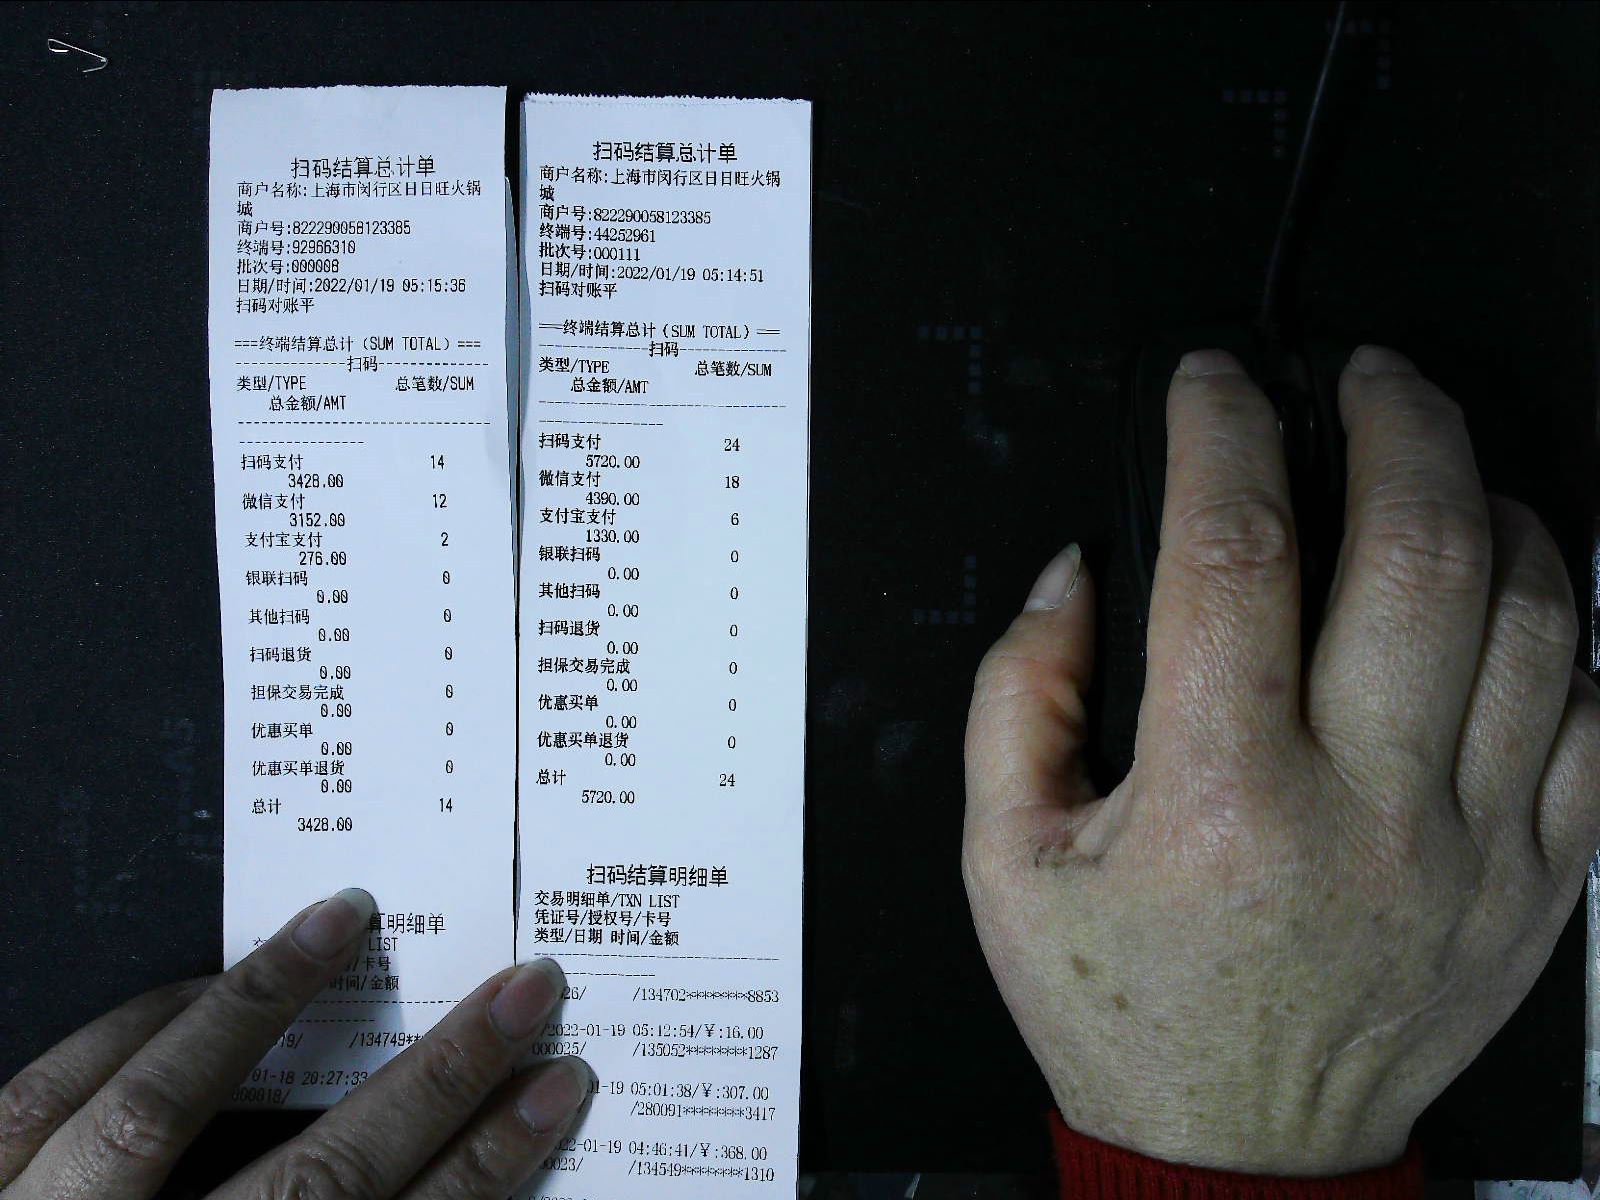 扫码结算总计单
商户名称:上海市闵行区日日旺火锅
城
商户号:822290058123385
终端号:92966310
批次号:000008
日期/时间:2022/01/19 05:15:36
扫码对账平
===终端结算总计（SUM TOTAL）===
扫码
类型/TYPE 总笔数/SUM
总金额/AMT
扫码支付 14
3428.00
微信支付 12
3152.00
支付宝支付 2
276.00
银联扫码 0
0.00
其他扫码 0
0.00
扫码退货 0
0.00
担保交易完成 0
0.00
优惠买单 0
0.00
优惠买单退货 0
0.00
总计 14
3428.00
算明细单
LIST
/卡号
时间/金额
19/ /134749**
01-18 20:27:33
000018/
扫码结算总计单
商户名称:上海市闵行区日日旺火锅
城
商户号:822290058123385
终端号:44252961
批次号:000111
日期/时间:2022/01/19 05:14:51
扫码对账平
===终端结算总计（SUM TOTAL）===
扫码
类型/TYPE 总笔数/SUM
总金额/AMT
扫码支付 24
5720.00
微信支付 18
4390.00
支付宝支付 6
1330.00
银联扫码 0
0.00
其他扫码 0
0.00
扫码退货 0
0.00
担保交易完成 0
0.00
优惠买单 0
0.00
优惠买单退货 0
0.00
总计 24
5720.00
扫码结算明细单
交易明细单/TXN LIST
凭证号/授权号/卡号
类型/日期 时间/金额
26/ /134702********8853
/2022-01-19 05:12:54/￥:16.00
000025/ /135052********1287
1-19 05:01:38/￥:307.00
/280091********3417
22-01-19 04:46:41/￥:368.00
0023/ /134549********1310